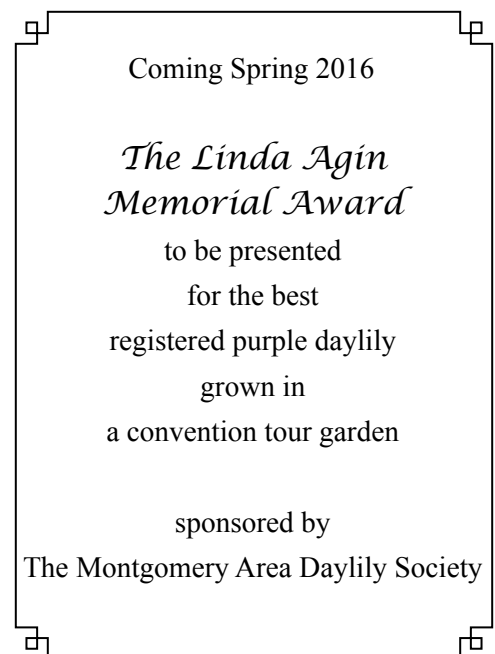 Coming Spring 2016
The Linda Agin
Memorial Award
to be presented
for the best
registered purple daylily
grown in
a convention tour garden
sponsored by
The Montgomery Area Daylily Society